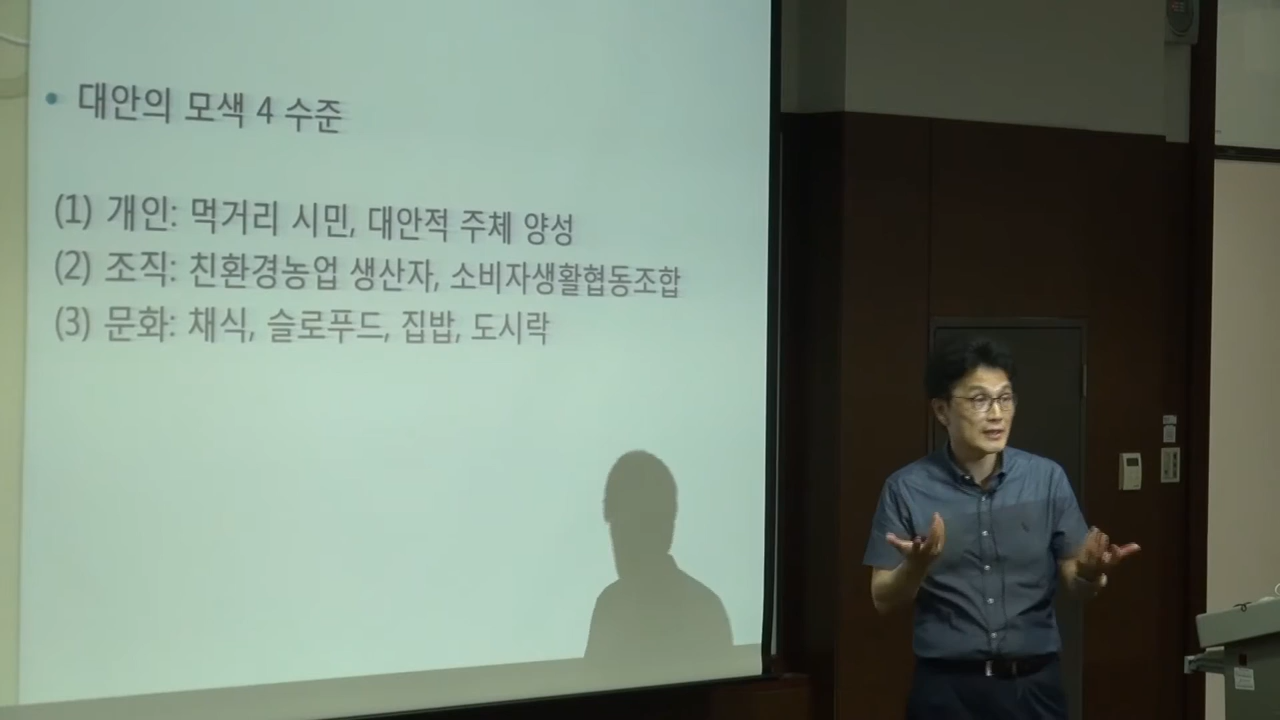 • 대안의 모색 4 수준
(1) 개인: 먹거리 시민, 대안적 주체 양성
(2) 조직: 친환경농업 생산자, 소비자생활협동조합
(3) 문화: 채식, 슬로푸드, 집밥, 도시락